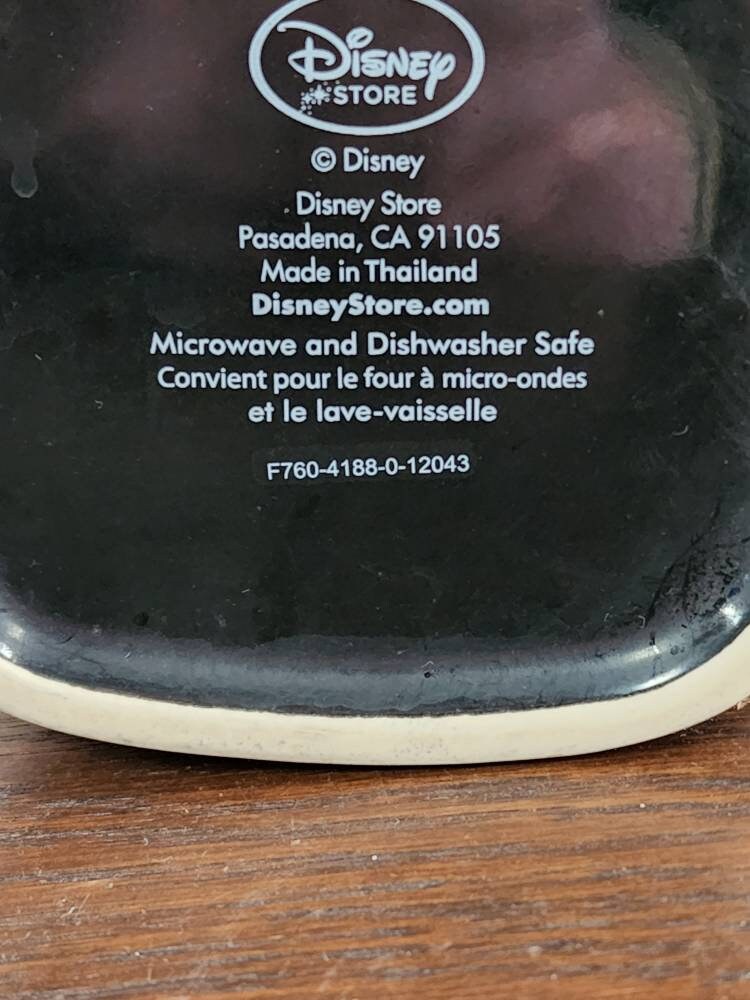 Disney
STORE
© Disney
Disney Store
Pasadena, CA 91105
Made in Thailand
DisneyStore.com
Microwave and Dishwasher Safe
Convient pour le four à micro-ondes
et le lave-vaisselle
F760-4188-0-12043